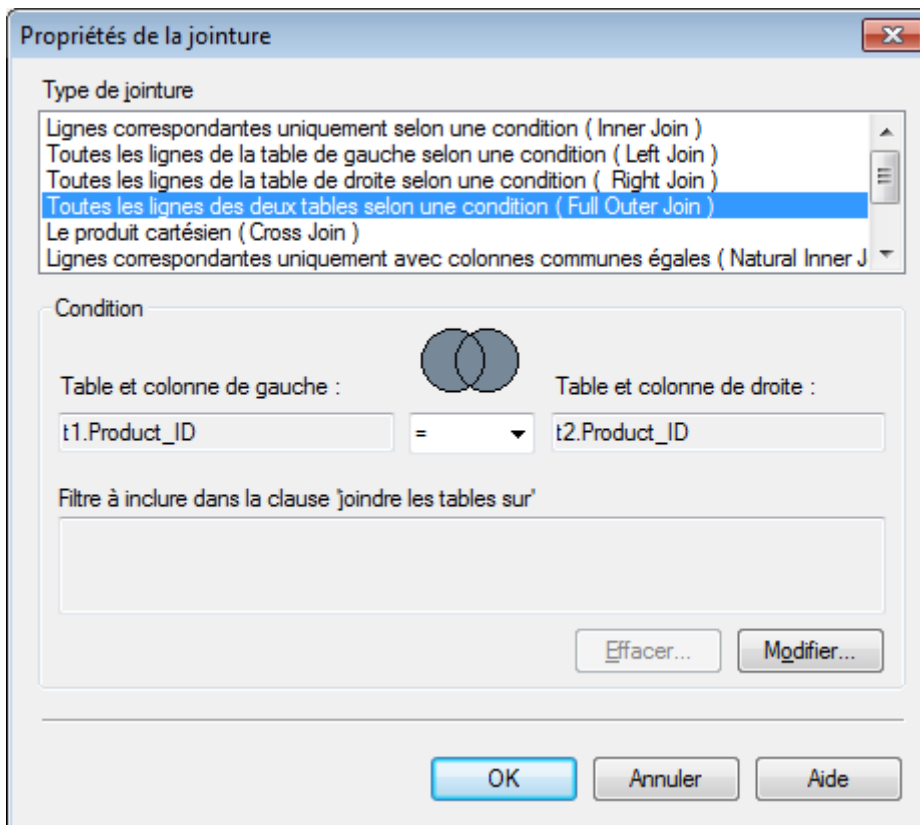 Propriétés de la jointure
Type de jointure
Lignes correspondantes uniquement selon une condition ( Inner Join )
Toutes les lignes de la table de gauche selon une condition ( Left Join )
Toutes les lignes de la table de droite selon une condition (  Right Join )
Toutes les lignes des deux tables selon une condition ( Full Outer Join )
Le produit cartésien ( Cross Join )
Lignes correspondantes uniquement avec colonnes communes égales ( Natural Inner J
Condition
Table et colonne de gauche :
Table et colonne de droite :
t1.Product_ID
=
t2.Product_ID
Filtre à inclure dans la clause 'joindre les tables sur'
Effacer...
Modifier...
OK
Annuler
Aide